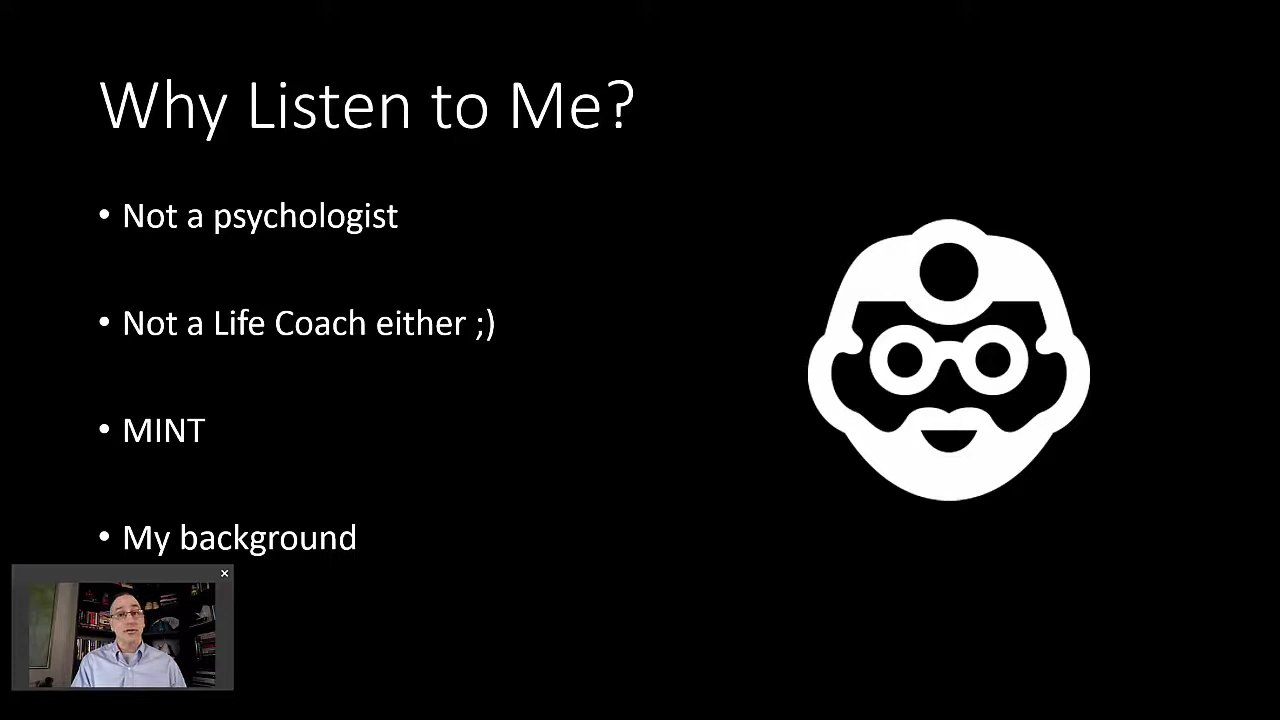 Why Listen to Me?
• Not a psychologist
• Not a Life Coach either ;)
• MINT
• My background